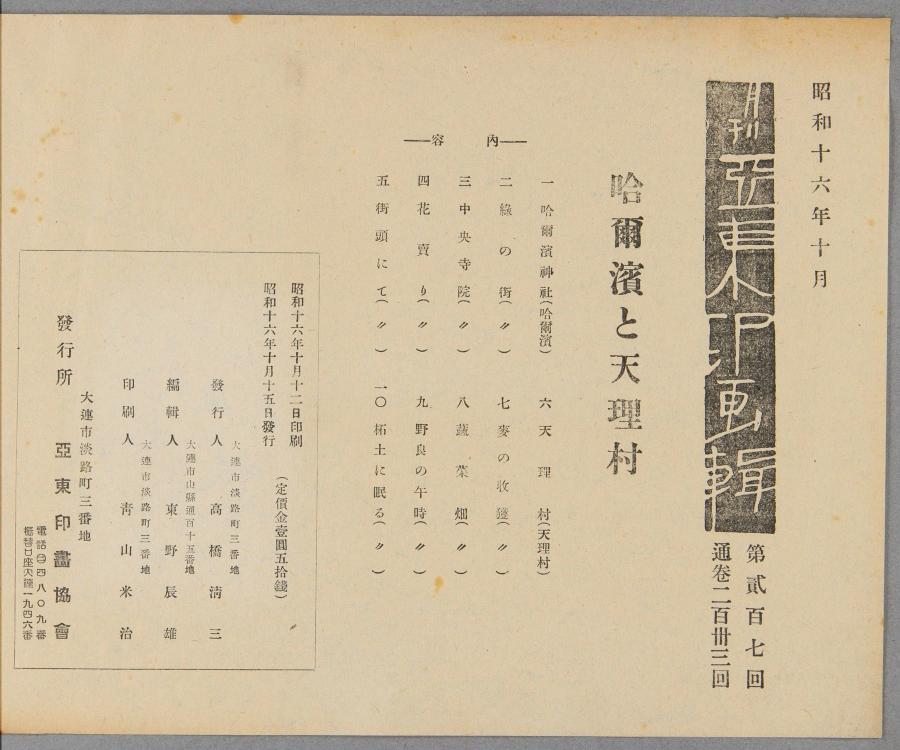 昭和十六年十月
月刊亞東印画輯
第貳百七回
通卷二百卅三回
哈爾濱と天理村
――內容――
一 哈爾濱神社(哈爾濱)
二 綠の街(〃)
三 中央寺院(〃)
四 花賣り(〃)
五 街頭にて(〃)
六 天理村(天理村)
七 麥の收穫(〃)
八 蔬菜畑(〃)
九 野良の午時(〃)
一〇 柘土に眠る(〃)
昭和十六年十月十二日印刷
昭和十六年十月十五日發行
(定價金壹圓五拾錢)
大連市淡路町三番地
發行人 高橋淸三
大連市山縣通百十五番地
編輯人 東野辰雄
大連市淡路町三番地
印刷人 靑山米治
大連市淡路町三番地
發行所 亞東印畫協會
電話㊁四八〇九番
振替口座大連一九四六番